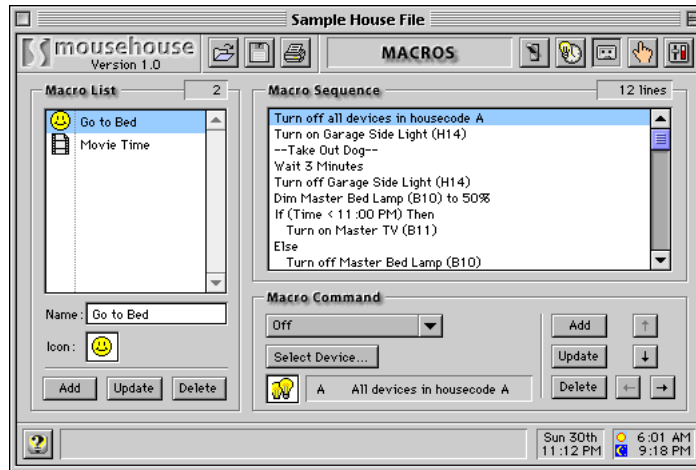 Sample House File
mousehouse
Version 1.0
MACROS
Macro List
2
Go to Bed
Movie Time
Name: Go to Bed
Icon:
Add Update Delete
Macro Sequence
12 lines
Turn off all devices in housecode A
Turn on Garage Side Light (H14)
--Take Out Dog--
Wait 3 Minutes
Turn off Garage Side Light (H14)
Dim Master Bed Lamp (B10) to 50%
If (Time < 11:00 PM) Then
Turn on Master TV (B11)
Else
Turn off Master Bed Lamp (B10)
Macro Command
Off
Select Device...
A All devices in housecode A
Add
Update
Delete
Sun 30th
11:12 PM
6:01 AM
9:18 PM